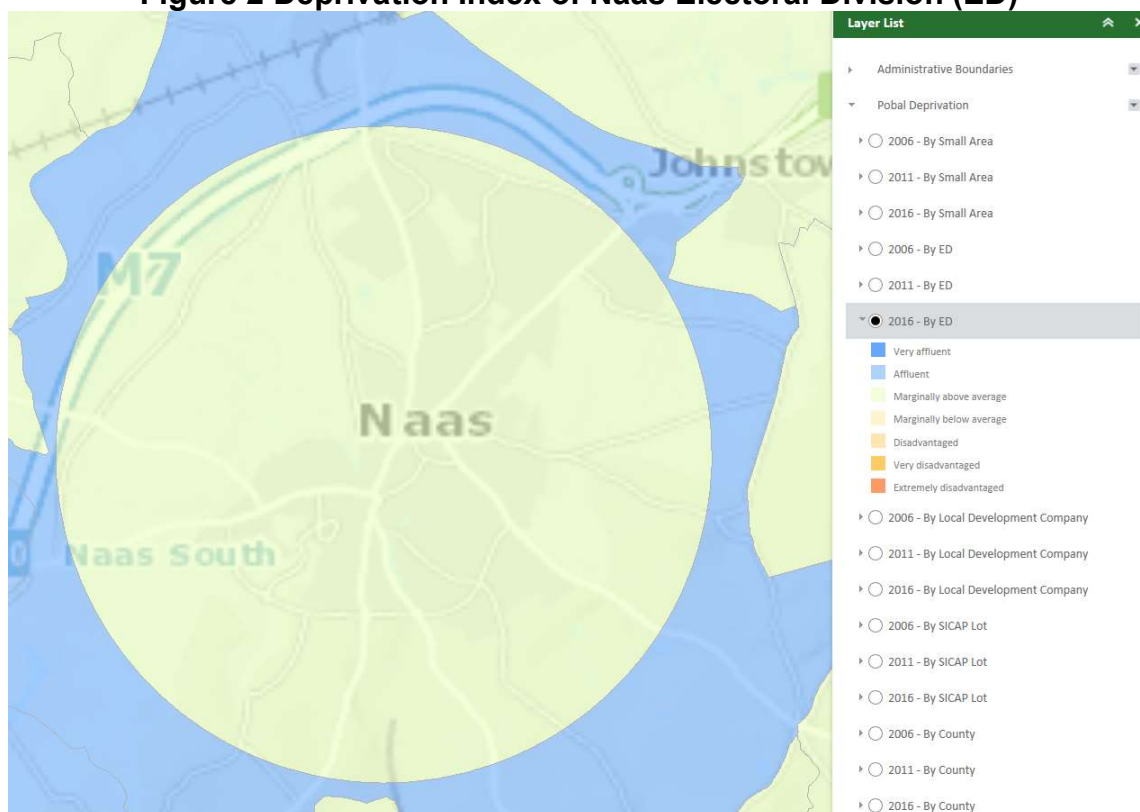 Figure 2 Deprivation Index of Naas Electoral Division (ED)
Layer List
Administrative Boundaries
Pobal Deprivation
2006 - By Small Area
2011 - By Small Area
2016 - By Small Area
2006 - By ED
2011 - By ED
2016 - By ED
Very affluent
Affluent
Marginally above average
Marginally below average
Disadvantaged
Very disadvantaged
Extremely disadvantaged
2006 - By Local Development Company
2011 - By Local Development Company
2016 - By Local Development Company
2006 - By SICAP Lot
2011 - By SICAP Lot
2016 - By SICAP Lot
2006 - By County
2011 - By County
2016 - By County
Johnstow
M7
Naas
0 Naas South